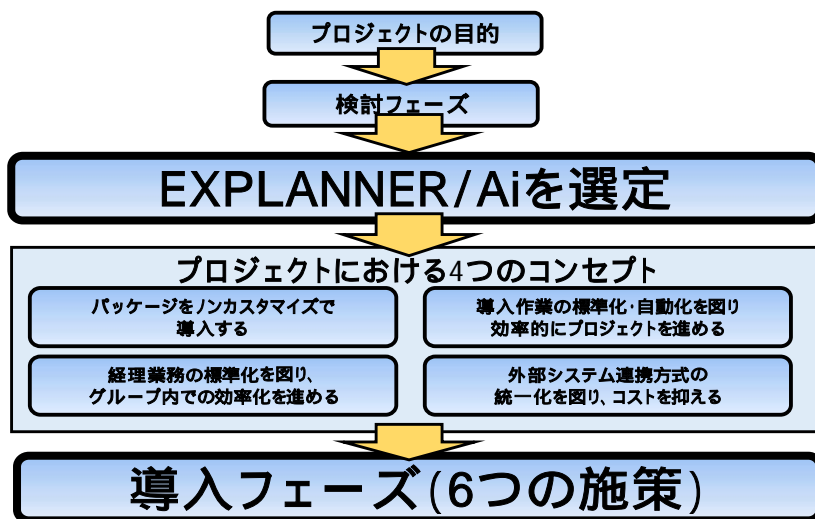 プロジェクトの目的
検討フェーズ
EXPLANNER/Aiを選定
プロジェクトにおける4つのコンセプト
パッケージをノンカスタマイズで
導入する
導入作業の標準化・自動化を図り
効率的にプロジェクトを進める
経理業務の標準化を図り、
グループ内での効率化を進める
外部システム連携方式の
統一化を図り、コストを抑える
導入フェーズ(6つの施策)